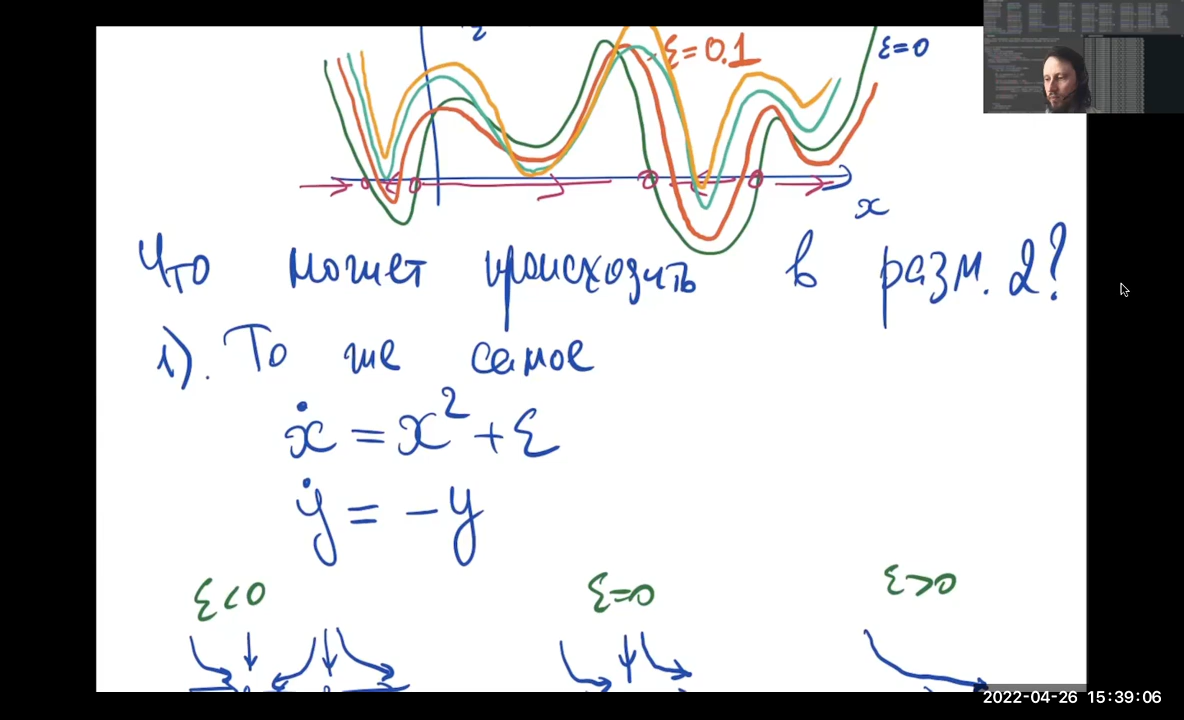 ε=0.1 ε=0
x
Что может происходить в разм. 2?
1). То же самое
ẋ = x² + ε
ẏ = -y
ε<0 ε=0 ε>0
2022-04-26 15:39:06